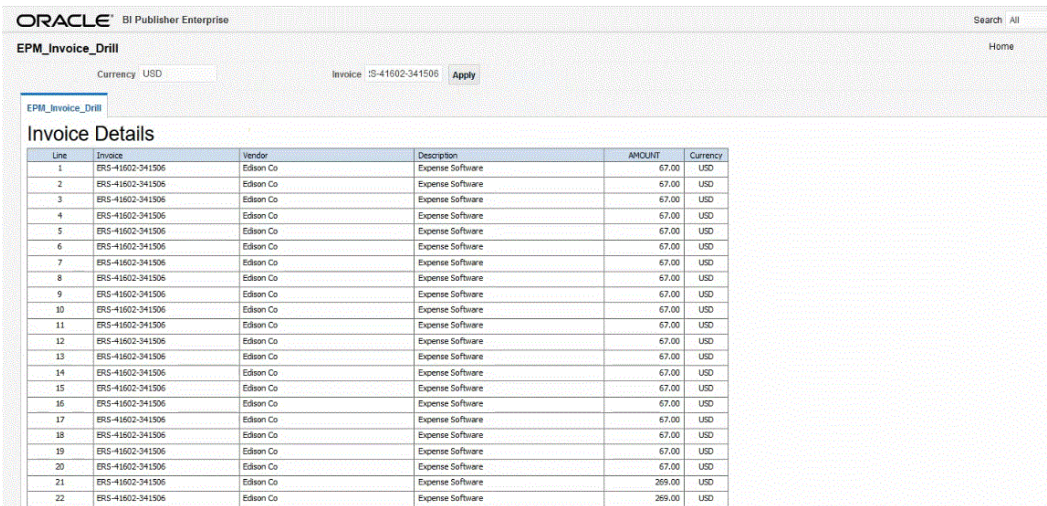 ORACLE® BI Publisher Enterprise Search All
EPM_Invoice_Drill Home
Currency USD Invoice :S-41602-341506 Apply
EPM_Invoice_Drill
Invoice Details
Line Invoice Vendor Description AMOUNT Currency
1 ERS-41602-341506 Edison Co Expense Software 67.00 USD
2 ERS-41602-341506 Edison Co Expense Software 67.00 USD
3 ERS-41602-341506 Edison Co Expense Software 67.00 USD
4 ERS-41602-341506 Edison Co Expense Software 67.00 USD
5 ERS-41602-341506 Edison Co Expense Software 67.00 USD
6 ERS-41602-341506 Edison Co Expense Software 67.00 USD
7 ERS-41602-341506 Edison Co Expense Software 67.00 USD
8 ERS-41602-341506 Edison Co Expense Software 67.00 USD
9 ERS-41602-341506 Edison Co Expense Software 67.00 USD
10 ERS-41602-341506 Edison Co Expense Software 67.00 USD
11 ERS-41602-341506 Edison Co Expense Software 67.00 USD
12 ERS-41602-341506 Edison Co Expense Software 67.00 USD
13 ERS-41602-341506 Edison Co Expense Software 67.00 USD
14 ERS-41602-341506 Edison Co Expense Software 67.00 USD
15 ERS-41602-341506 Edison Co Expense Software 67.00 USD
16 ERS-41602-341506 Edison Co Expense Software 67.00 USD
17 ERS-41602-341506 Edison Co Expense Software 67.00 USD
18 ERS-41602-341506 Edison Co Expense Software 67.00 USD
19 ERS-41602-341506 Edison Co Expense Software 67.00 USD
20 ERS-41602-341506 Edison Co Expense Software 67.00 USD
21 ERS-41602-341506 Edison Co Expense Software 269.00 USD
22 ERS-41602-341506 Edison Co Expense Software 269.00 USD